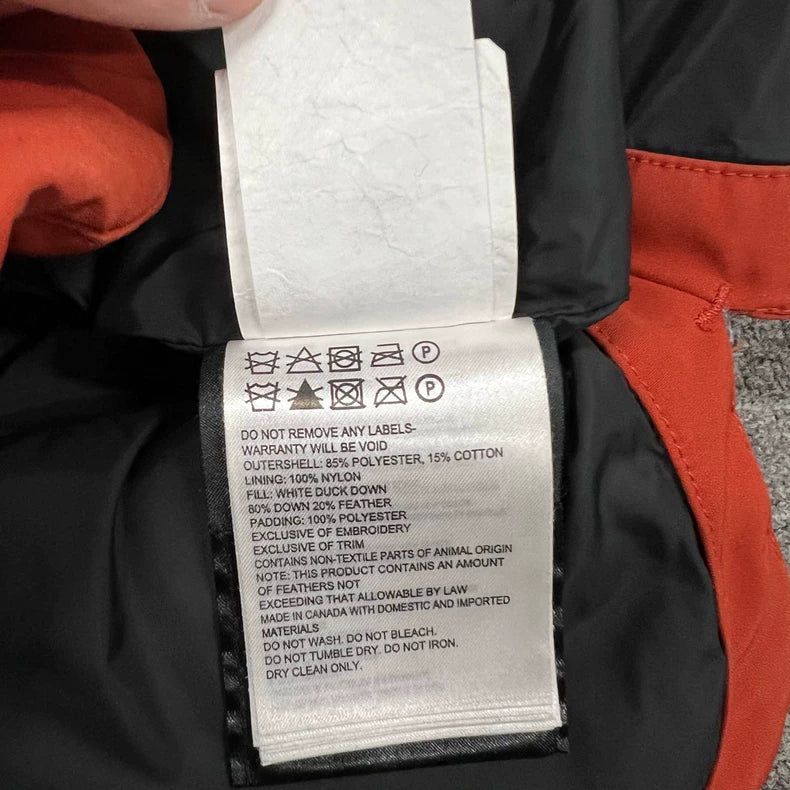 P
P
DO NOT REMOVE ANY LABELS-
WARRANTY WILL BE VOID
OUTERSHELL: 85% POLYESTER, 15% COTTON
LINING: 100% NYLON
FILL: WHITE DUCK DOWN
80% DOWN 20% FEATHER
PADDING: 100% POLYESTER
EXCLUSIVE OF EMBROIDERY
EXCLUSIVE OF TRIM
CONTAINS NON-TEXTILE PARTS OF ANIMAL ORIGIN
NOTE: THIS PRODUCT CONTAINS AN AMOUNT
OF FEATHERS NOT
EXCEEDING THAT ALLOWABLE BY LAW
MADE IN CANADA WITH DOMESTIC AND IMPORTED
MATERIALS
DO NOT WASH. DO NOT BLEACH.
DO NOT TUMBLE DRY. DO NOT IRON.
DRY CLEAN ONLY.